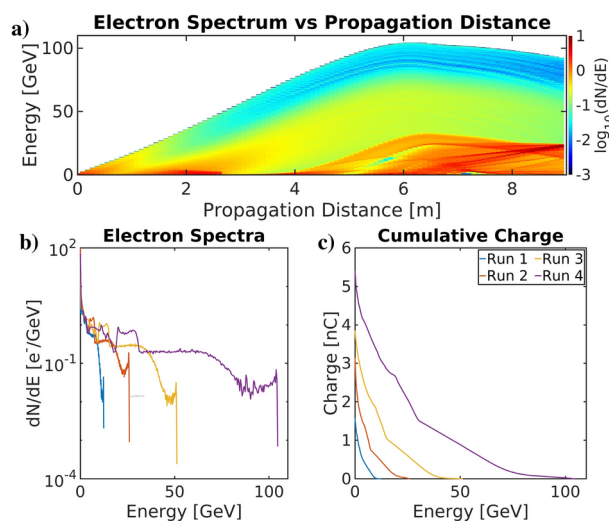 a) Electron Spectrum vs Propagation Distance
Energy [GeV]
100
50
0
0 2 4 6 8
Propagation Distance [m]
1
0
-1
-2
-3
log10(dN/dE)
b) Electron Spectra
dN/dE [e-/GeV]
10^2
10^-1
10^-4
0 50 100
Energy [GeV]
c) Cumulative Charge
Charge [nC]
6
5
4
3
2
1
0
0 50 100
Energy [GeV]
Run 1 Run 3
Run 2 Run 4